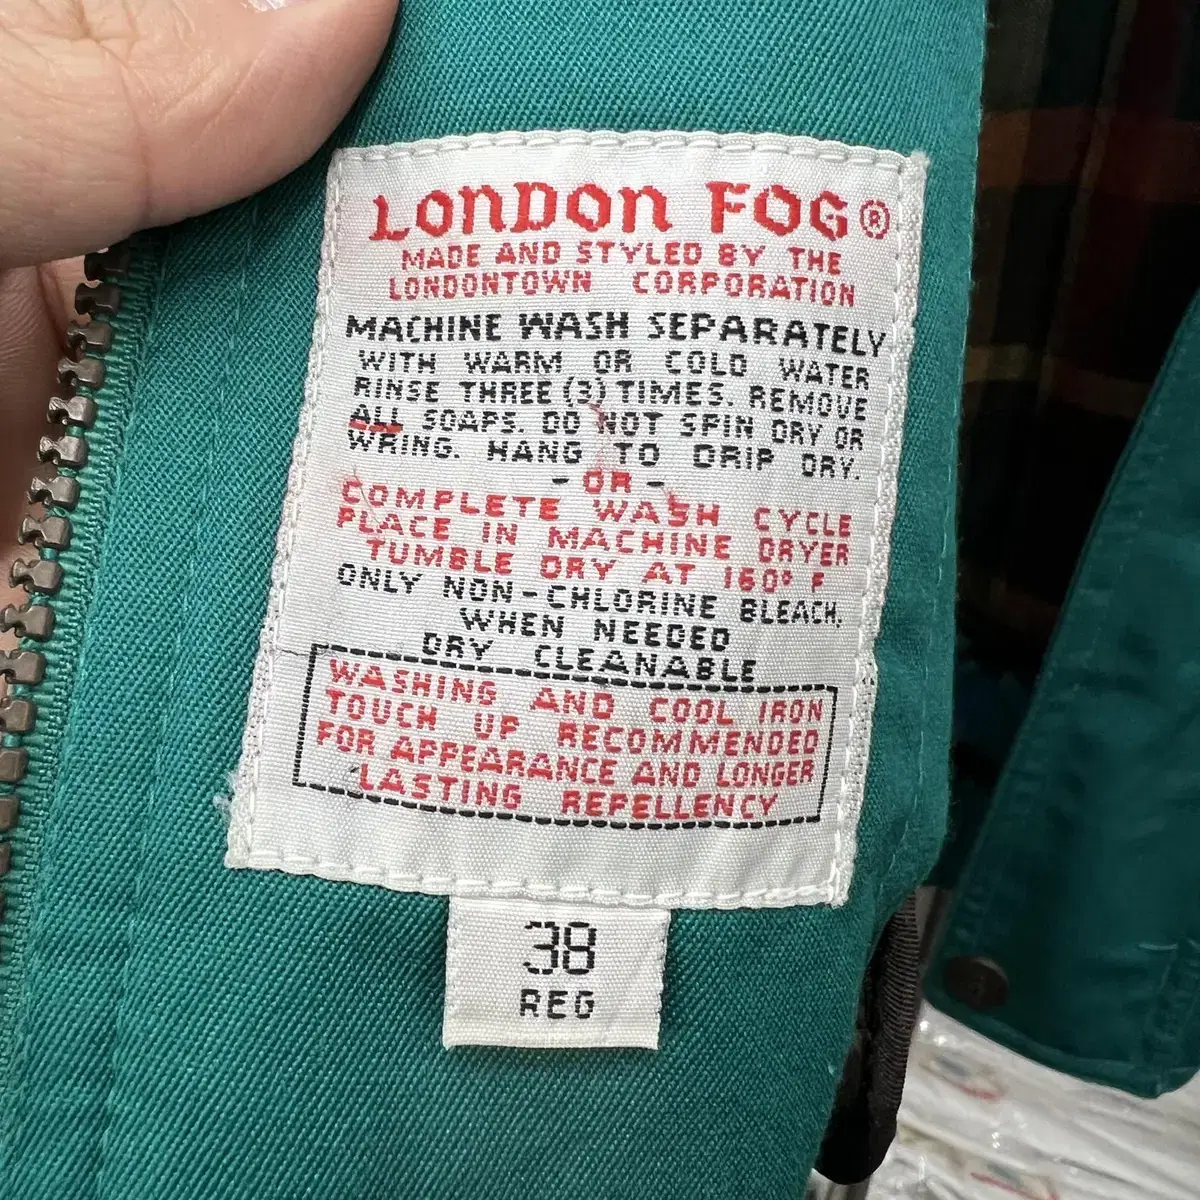 LONDON FOG®
MADE AND STYLED BY THE
LONDONTOWN CORPORATION
MACHINE WASH SEPARATELY
WITH WARM OR COLD WATER
RINSE THREE (3) TIMES. REMOVE
ALL SOAPS. DO NOT SPIN DRY OR
WRING. HANG TO DRIP DRY.
- OR -
COMPLETE WASH CYCLE
PLACE IN MACHINE DRYER
TUMBLE DRY AT 160° F
ONLY NON-CHLORINE BLEACH,
WHEN NEEDED
DRY CLEANABLE
WASHING AND COOL IRON
TOUCH UP RECOMMENDED
FOR APPEARANCE AND LONGER
LASTING REPELLENCY
38
REG